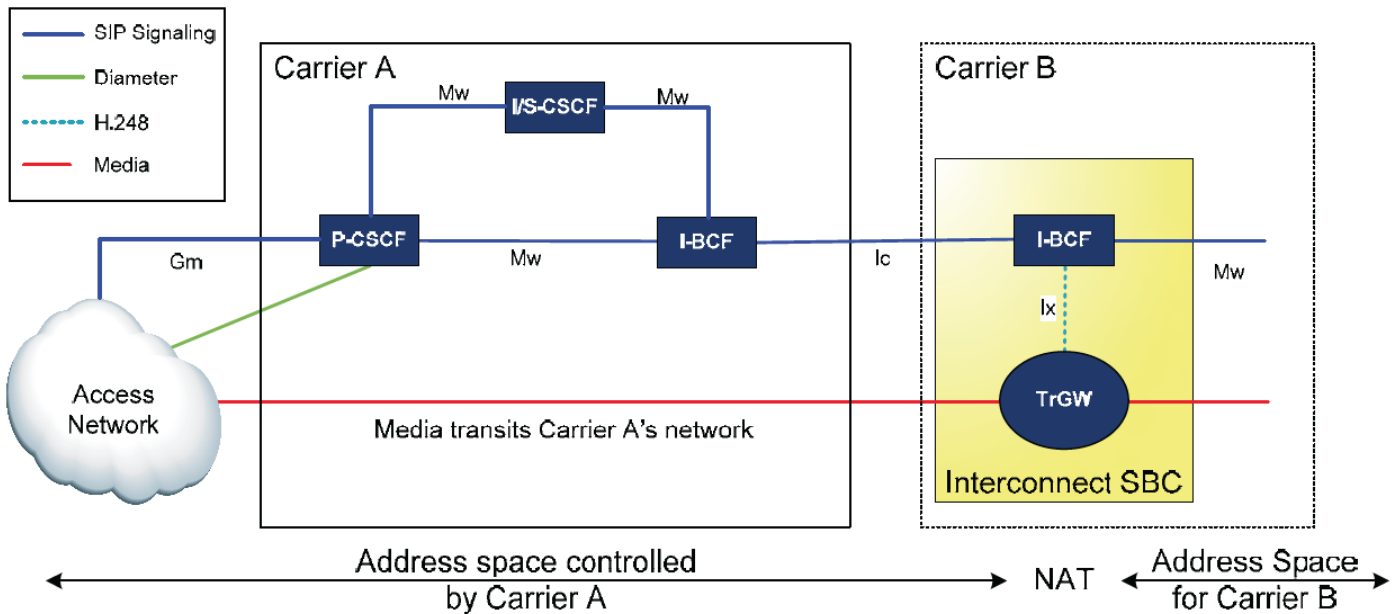 SIP Signaling
Diameter
H.248
Media
Carrier A
Carrier B
Mw
I/S-CSCF
Mw
P-CSCF
I-BCF
I-BCF
Gm
Mw
Ic
Mw
Ix
Access
Network
TrGW
Media transits Carrier A's network
Interconnect SBC
Address space controlled
by Carrier A
NAT
Address Space
for Carrier B